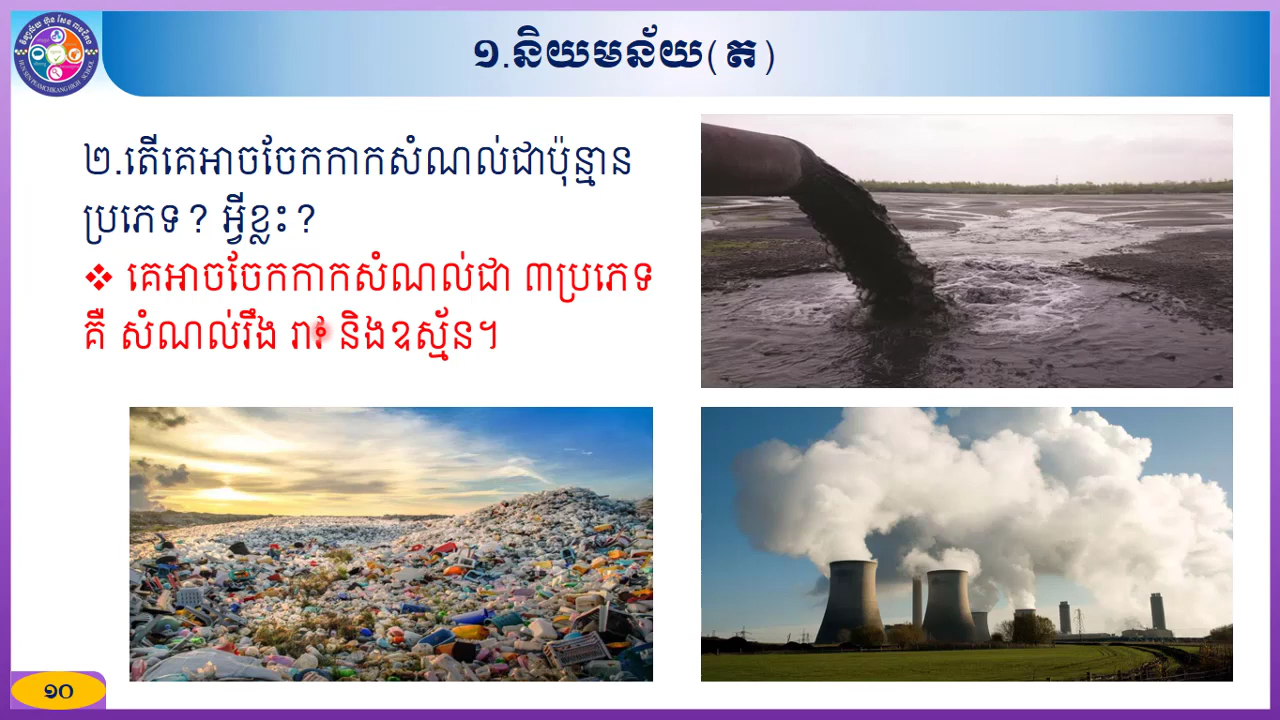 ១.និយមន័យ(ត)
២.តើគេអាចចែកកាកសំណល់ជាប៉ុន្មាន
ប្រភេទ? អ្វីខ្លះ?
❖ គេអាចចែកកាកសំណល់ជា ៣ប្រភេទ
គឺ សំណល់រឹង រាវ និងឧស្ម័ន។
១០